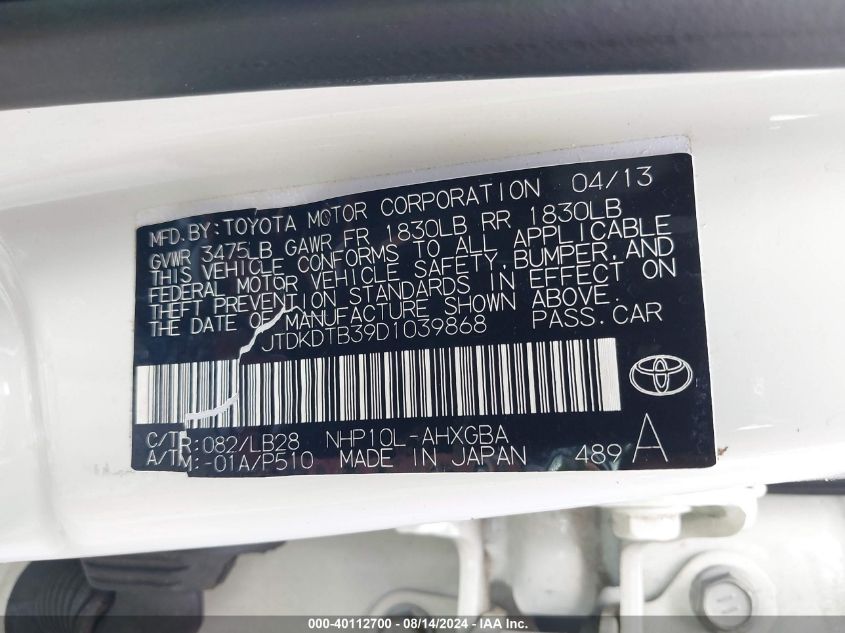 MFD.BY:TOYOTA MOTOR CORPORATION 04/13
GVWR 3475LB GAWR FR 1830LB RR 1830LB
THIS VEHICLE CONFORMS TO ALL APPLICABLE
FEDERAL MOTOR VEHICLE SAFETY,BUMPER,AND
THEFT PREVENTION STANDARDS IN EFFECT ON
THE DATE OF MANUFACTURE SHOWN ABOVE.
JTDKDTB39D1039868 PASS.CAR
C/TR:082/LB28 NHP10L-AHXGBA
A/TM:-01A/P510 MADE IN JAPAN 489 A
000-40112700 - 08/14/2024 - IAA Inc.